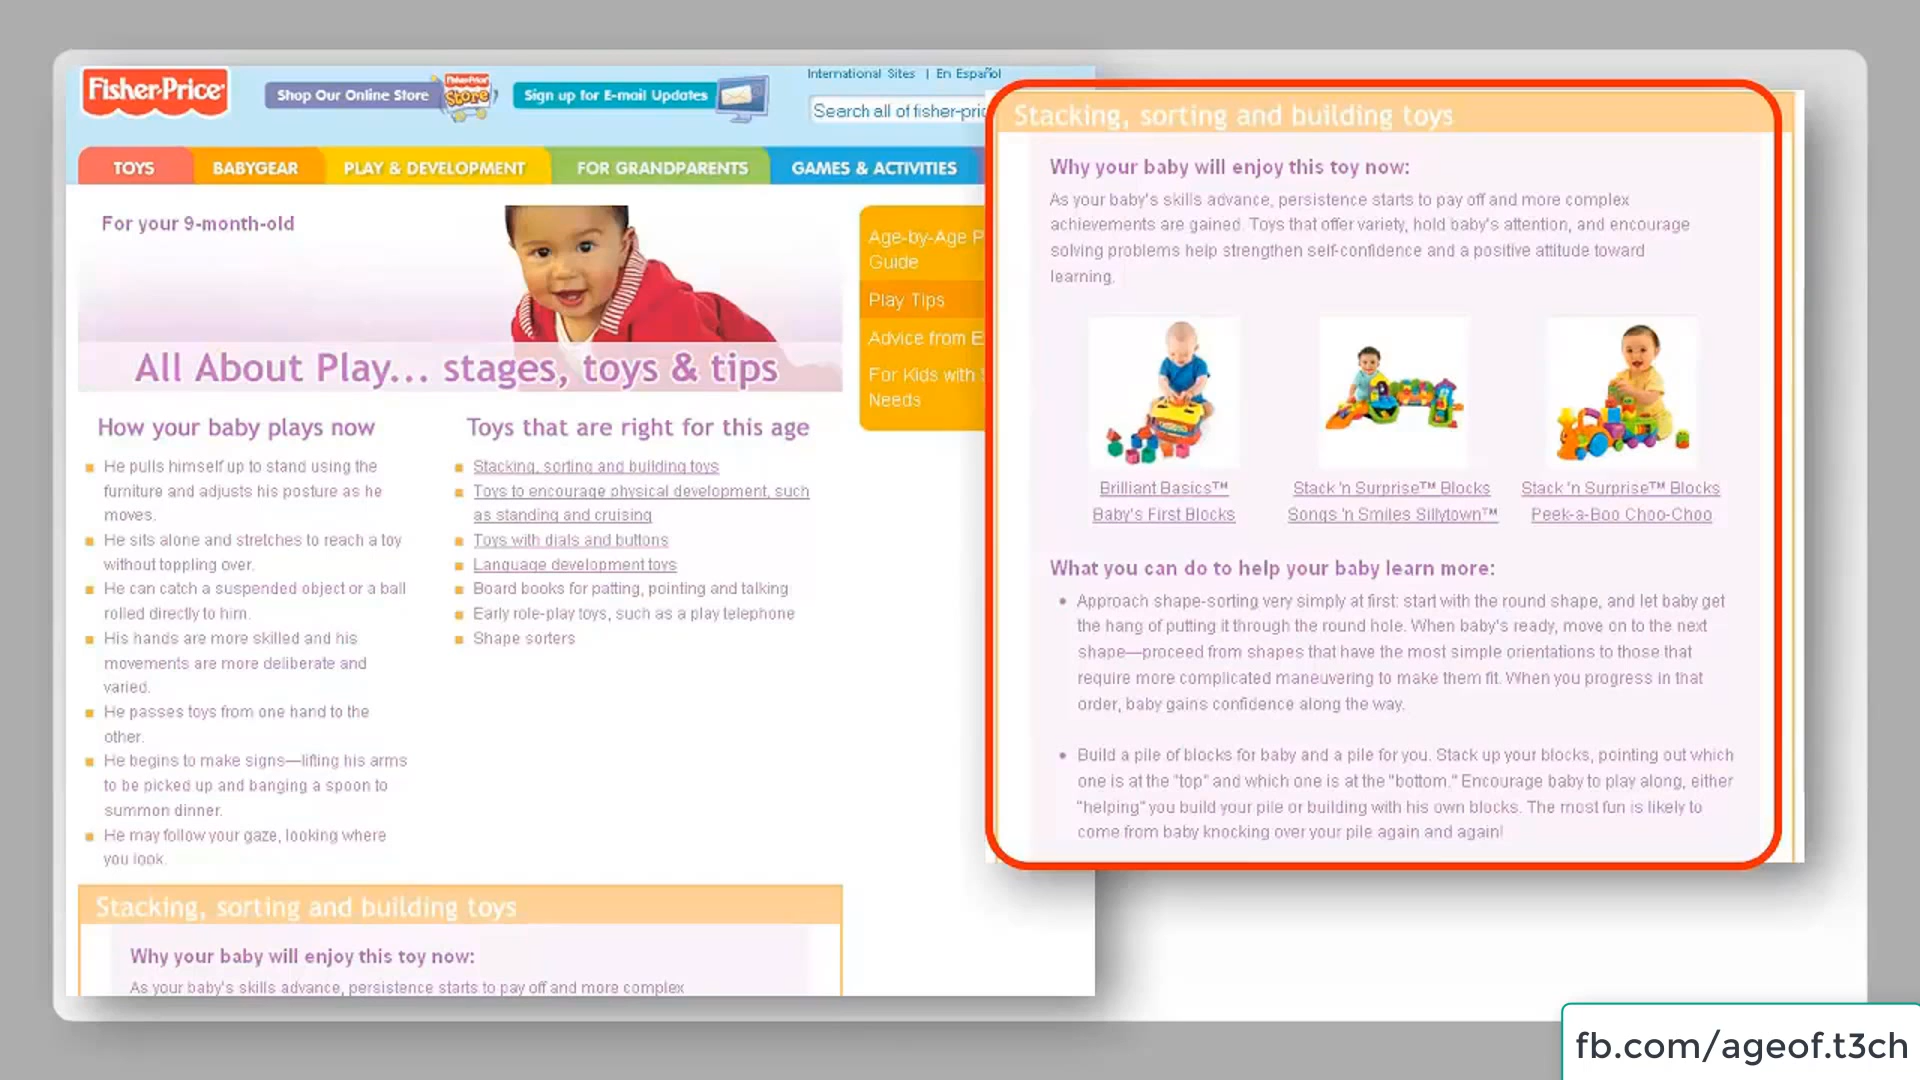 Fisher-Price
Shop Our Online Store
Fisher-Price
Store
Sign up for E-mail Updates
International Sites | En Español
Search all of fisher-pric
TOYS
BABYGEAR
PLAY & DEVELOPMENT
FOR GRANDPARENTS
GAMES & ACTIVITIES
For your 9-month-old
All About Play... stages, toys & tips
Age-by-Age P
Guide
Play Tips
Advice from E
For Kids with
Needs
How your baby plays now
He pulls himself up to stand using the
furniture and adjusts his posture as he
moves.
He sits alone and stretches to reach a toy
without toppling over.
He can catch a suspended object or a ball
rolled directly to him.
His hands are more skilled and his
movements are more deliberate and
varied.
He passes toys from one hand to the
other.
He begins to make signs—lifting his arms
to be picked up and banging a spoon to
summon dinner.
He may follow your gaze, looking where
you look.
Toys that are right for this age
Stacking, sorting and building toys
Toys to encourage physical development, such
as standing and cruising
Toys with dials and buttons
Language development toys
Board books for patting, pointing and talking
Early role-play toys, such as a play telephone
Shape sorters
Stacking, sorting and building toys
Why your baby will enjoy this toy now:
As your baby's skills advance, persistence starts to pay off and more complex
Stacking, sorting and building toys
Why your baby will enjoy this toy now:
As your baby's skills advance, persistence starts to pay off and more complex
achievements are gained. Toys that offer variety, hold baby's attention, and encourage
solving problems help strengthen self-confidence and a positive attitude toward
learning.
Brilliant Basics™
Baby's First Blocks
Stack 'n Surprise™ Blocks
Songs 'n Smiles Sillytown™
Stack 'n Surprise™ Blocks
Peek-a-Boo Choo-Choo
What you can do to help your baby learn more:
• Approach shape-sorting very simply at first: start with the round shape, and let baby get
the hang of putting it through the round hole. When baby's ready, move on to the next
shape—proceed from shapes that have the most simple orientations to those that
require more complicated maneuvering to make them fit. When you progress in that
order, baby gains confidence along the way.
• Build a pile of blocks for baby and a pile for you. Stack up your blocks, pointing out which
one is at the "top" and which one is at the "bottom." Encourage baby to play along, either
"helping" you build your pile or building with his own blocks. The most fun is likely to
come from baby knocking over your pile again and again!
fb.com/ageof.t3ch